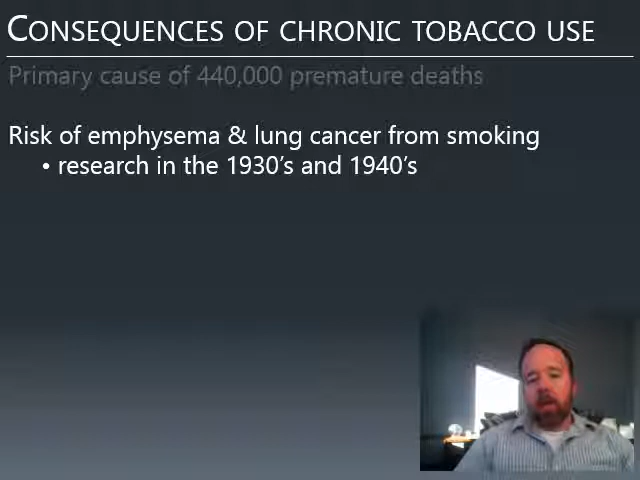 CONSEQUENCES OF CHRONIC TOBACCO USE
Primary cause of 440,000 premature deaths
Risk of emphysema & lung cancer from smoking
• research in the 1930's and 1940's